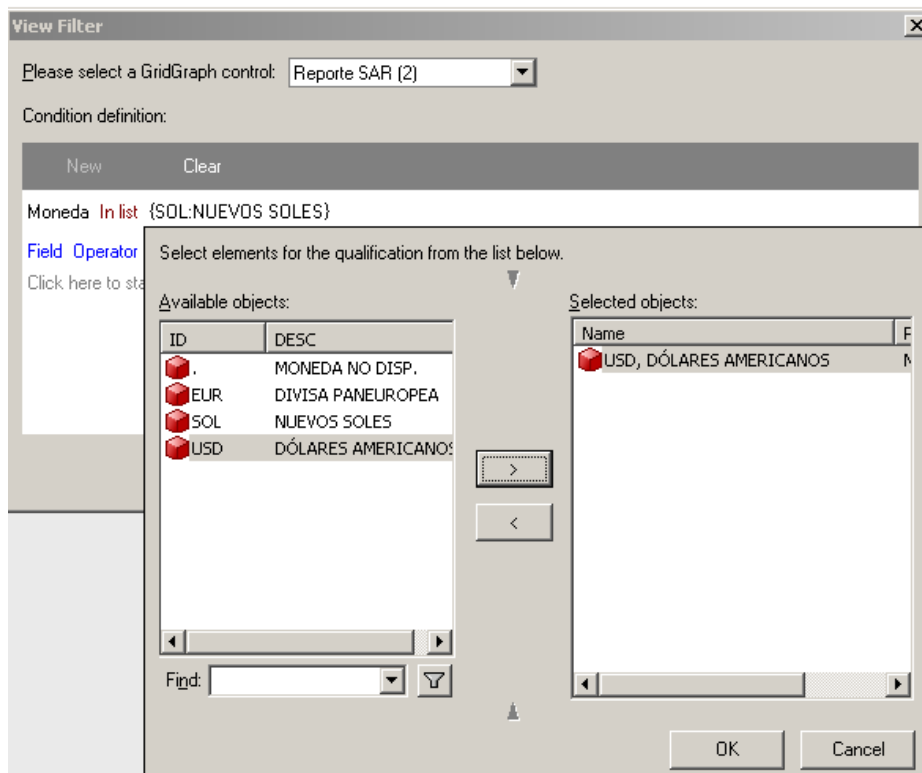 View Filter
Please select a GridGraph control: Reporte SAR (2)
Condition definition:
New Clear
Moneda In list {SOL:NUEVOS SOLES}
Field Operator
Click here to sta
Select elements for the qualification from the list below.
Available objects:
ID DESC
. MONEDA NO DISP.
EUR DIVISA PANEUROPEA
SOL NUEVOS SOLES
USD DÓLARES AMERICANOS
Find:
>
<
Selected objects:
Name
USD, DÓLARES AMERICANOS
OK Cancel